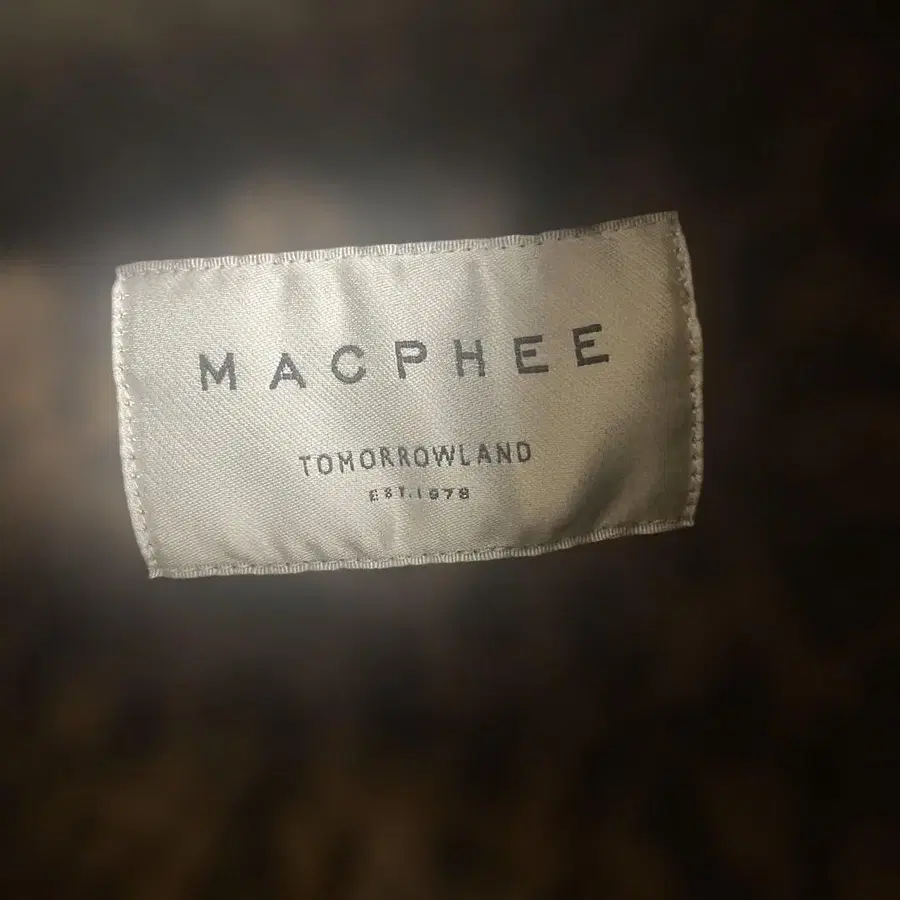 MACPHEE
TOMORROWLAND
EST.1978